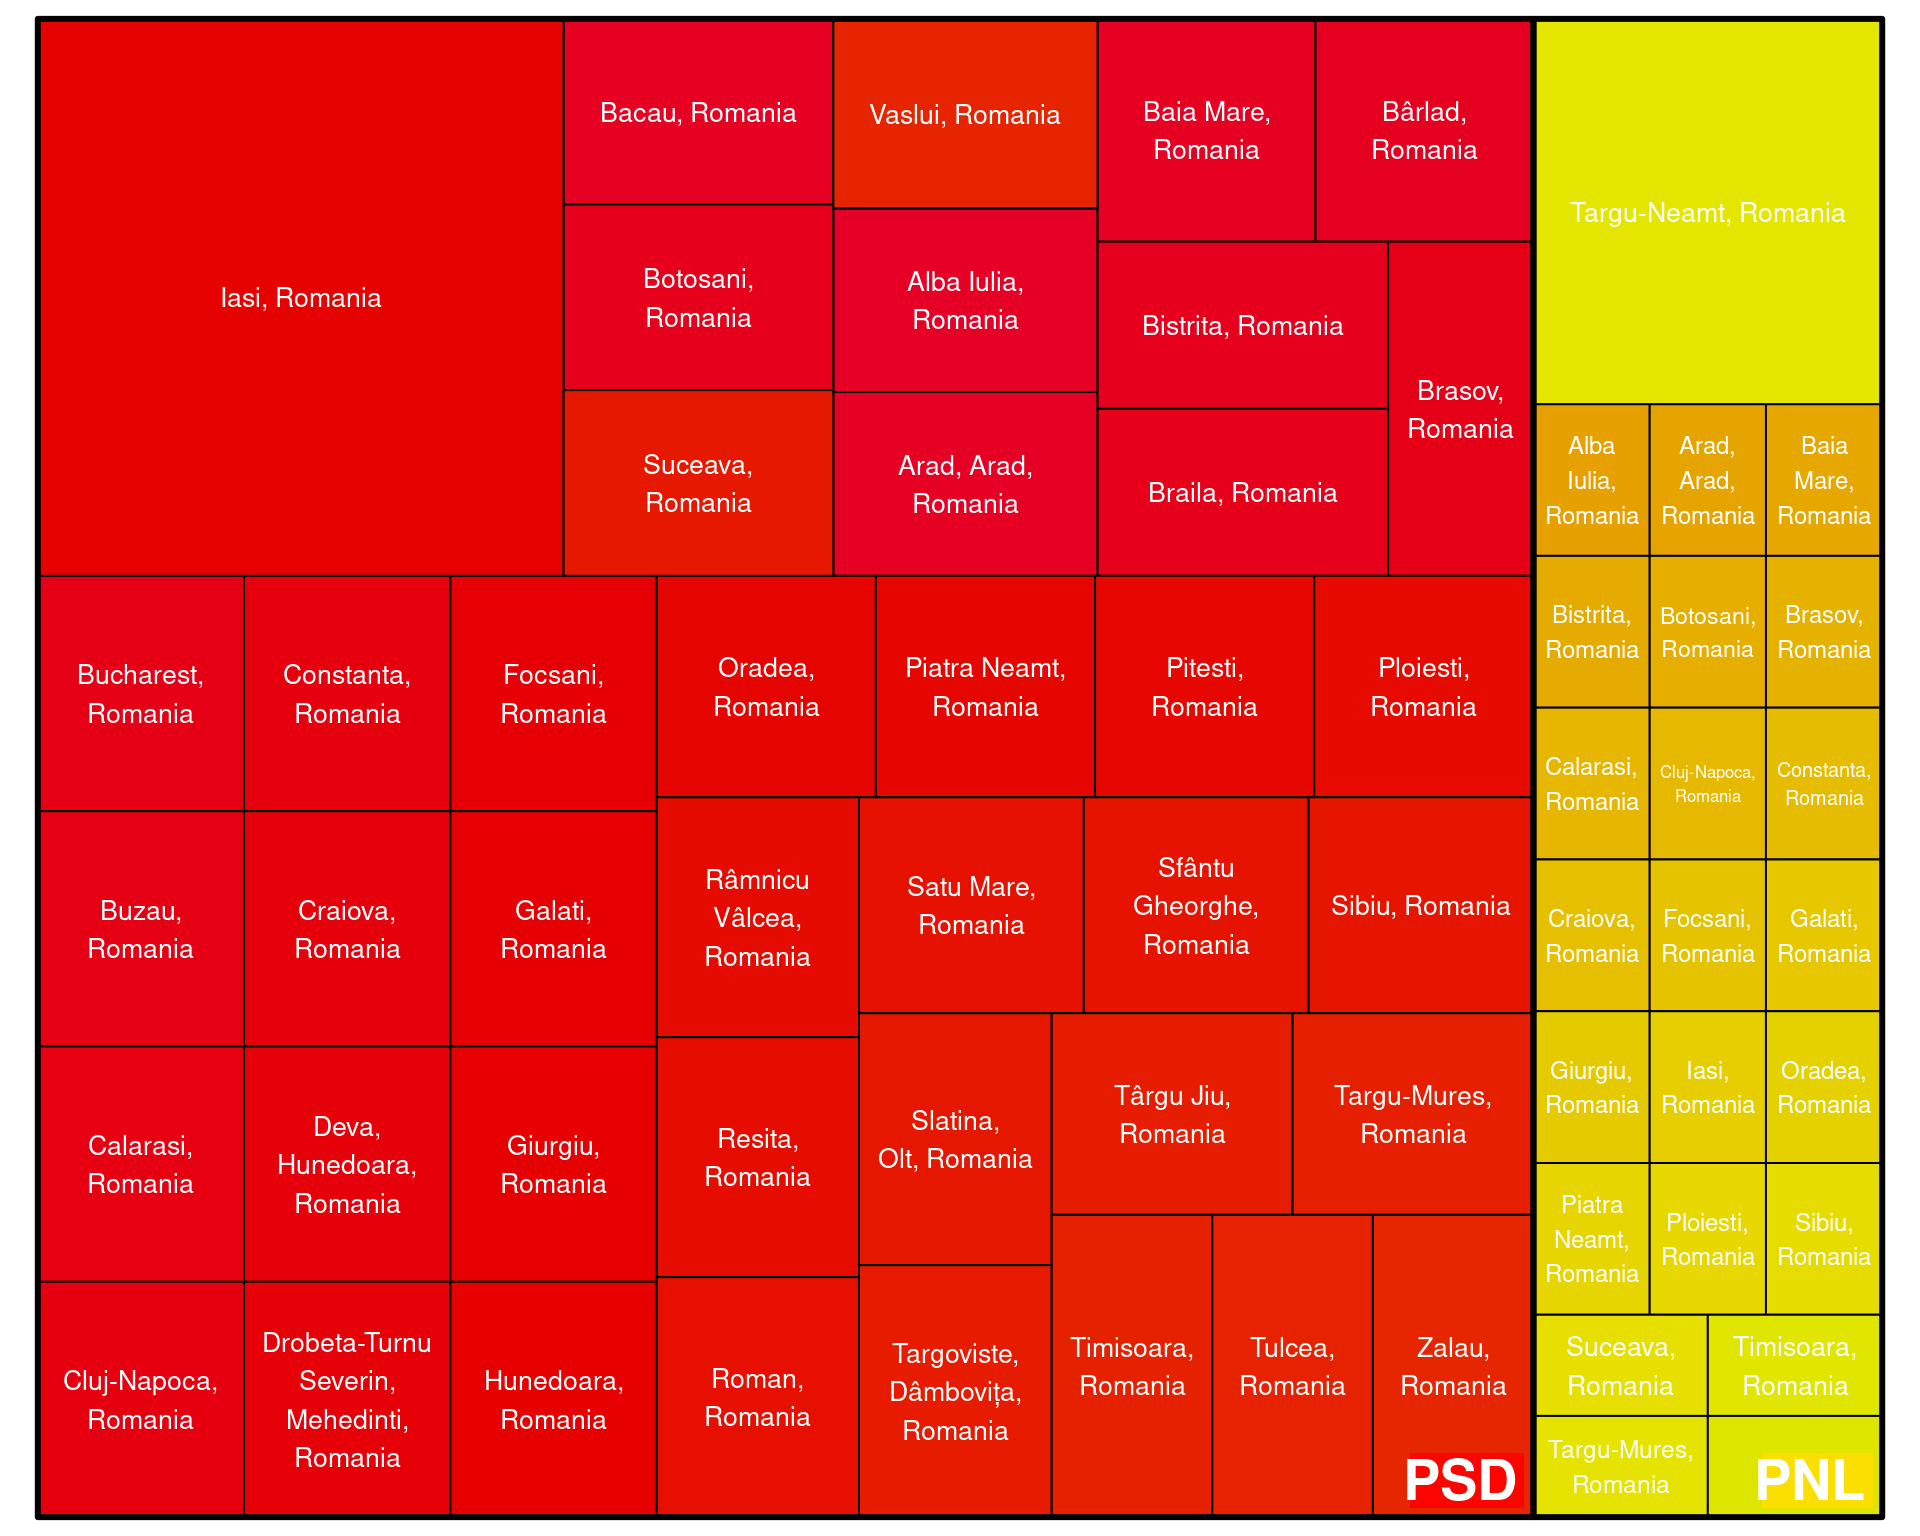 Iasi, Romania
Bacau, Romania
Botosani,
Romania
Suceava,
Romania
Vaslui, Romania
Alba Iulia,
Romania
Arad, Arad,
Romania
Baia Mare,
Romania
Bârlad,
Romania
Bistrita, Romania
Braila, Romania
Brasov,
Romania
Bucharest,
Romania
Buzau,
Romania
Calarasi,
Romania
Cluj-Napoca,
Romania
Constanta,
Romania
Craiova,
Romania
Deva,
Hunedoara,
Romania
Drobeta-Turnu
Severin,
Mehedinti,
Romania
Focsani,
Romania
Galati,
Romania
Giurgiu,
Romania
Hunedoara,
Romania
Oradea,
Romania
Piatra Neamt,
Romania
Pitesti,
Romania
Ploiesti,
Romania
Râmnicu
Vâlcea,
Romania
Resita,
Romania
Roman,
Romania
Satu Mare,
Romania
Sfântu
Gheorghe,
Romania
Sibiu, Romania
Slatina,
Olt, Romania
Targoviste,
Dâmbovița,
Romania
Târgu Jiu,
Romania
Targu-Mures,
Romania
Timisoara,
Romania
Tulcea,
Romania
Zalau,
Romania
PSD
Targu-Neamt, Romania
Alba
Iulia,
Romania
Arad,
Arad,
Romania
Baia
Mare,
Romania
Bistrita,
Romania
Botosani,
Romania
Brasov,
Romania
Calarasi,
Romania
Cluj-Napoca,
Romania
Constanta,
Romania
Craiova,
Romania
Focsani,
Romania
Galati,
Romania
Giurgiu,
Romania
Iasi,
Romania
Oradea,
Romania
Piatra
Neamt,
Romania
Ploiesti,
Romania
Sibiu,
Romania
Suceava,
Romania
Timisoara,
Romania
Targu-Mures,
Romania
PNL